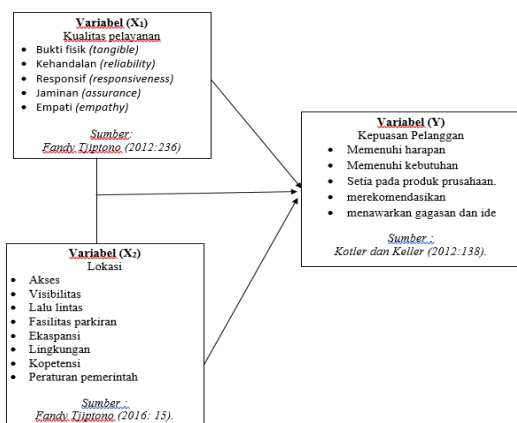 Variabel (X₁)
Kualitas pelayanan
• Bukti fisik (tangible)
• Kehandalan (reliability)
• Responsif (responsiveness)
• Jaminan (assurance)
• Empati (empathy)
Sumber:
Fandy Tjiptono (2012:236)
Variabel (Y)
Kepuasan Pelanggan
• Memenuhi harapan
• Memenuhi kebutuhan
• Setia pada produk prusahaan.
• merekomendasikan
• menawarkan gagasan dan ide
Sumber :
Kotler dan Keller (2012:138).
Variabel (X₂)
Lokasi
• Akses
• Visibilitas
• Lalu lintas
• Fasilitas parkiran
• Ekaspansi
• Lingkungan
• Kopetensi
• Peraturan pemerintah
Sumber :
Fandy Tjiptono (2016: 15).